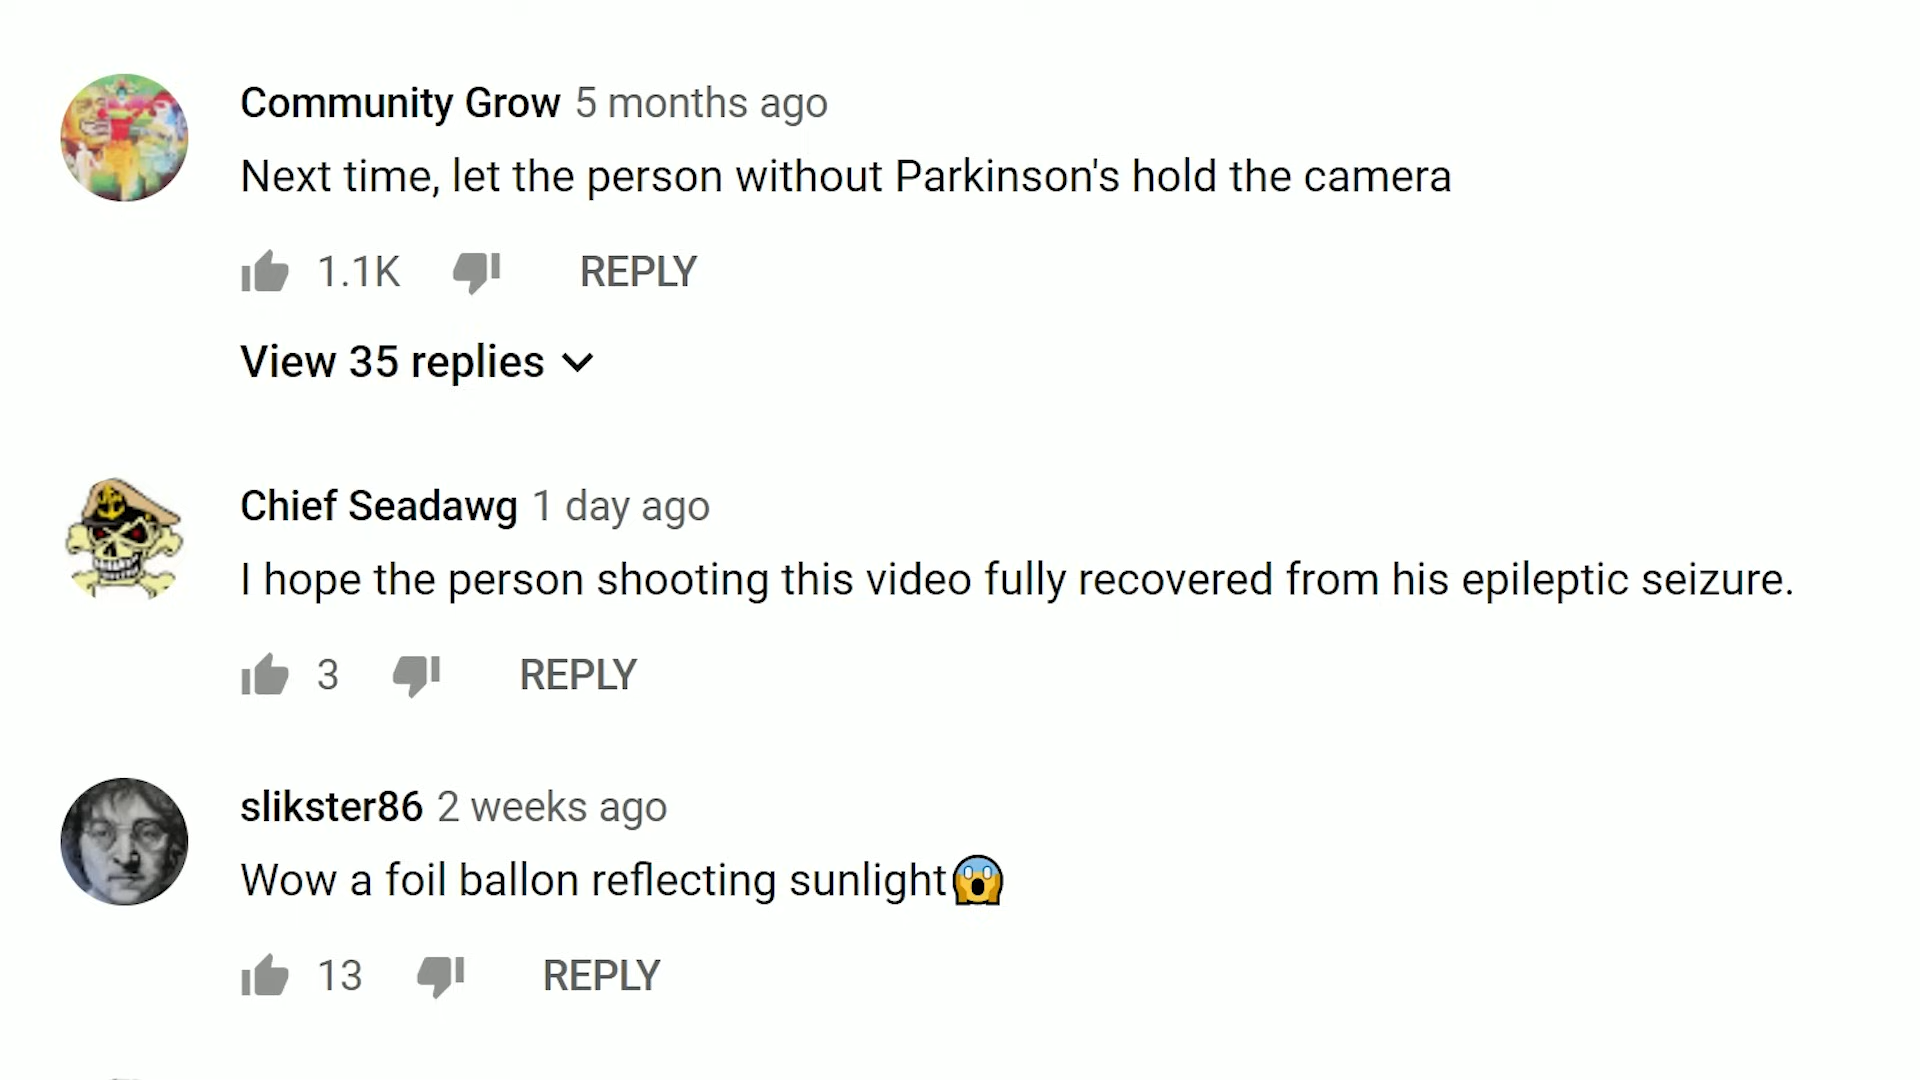 Community Grow 5 months ago
Next time, let the person without Parkinson's hold the camera
1.1K REPLY
View 35 replies
Chief Seadawg 1 day ago
I hope the person shooting this video fully recovered from his epileptic seizure.
3 REPLY
slikster86 2 weeks ago
Wow a foil ballon reflecting sunlight😱
13 REPLY